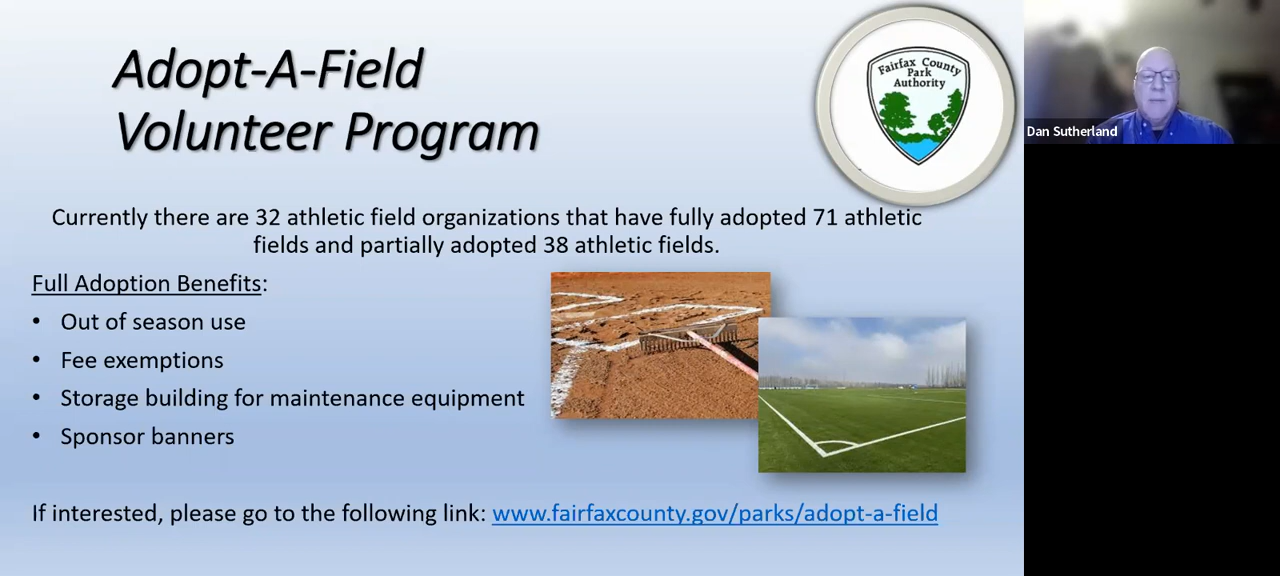 Adopt-A-Field
Volunteer Program
Fairfax County
Park
Authority
Dan Sutherland
Currently there are 32 athletic field organizations that have fully adopted 71 athletic
fields and partially adopted 38 athletic fields.
Full Adoption Benefits:
• Out of season use
• Fee exemptions
• Storage building for maintenance equipment
• Sponsor banners
If interested, please go to the following link: www.fairfaxcounty.gov/parks/adopt-a-field